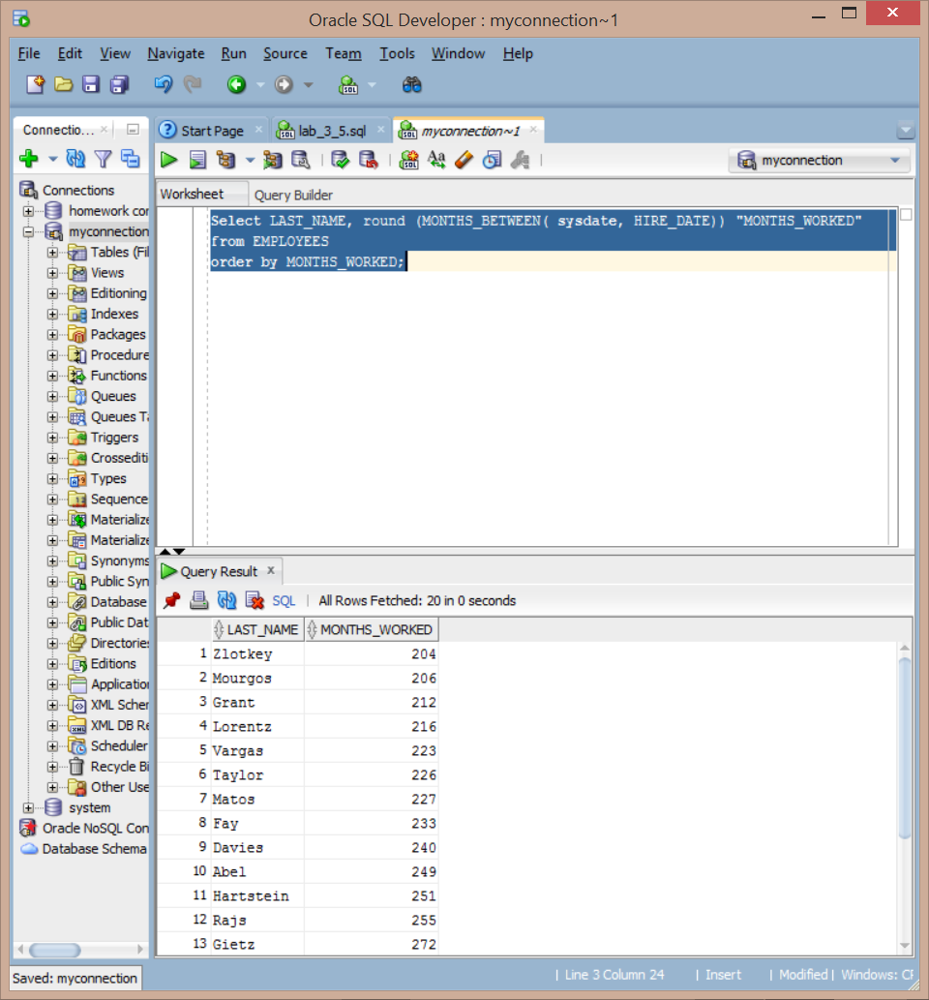 Oracle SQL Developer : myconnection~1
File Edit View Navigate Run Source Team Tools Window Help
Connectio...
Start Page
lab_3_5.sql
myconnection~1
myconnection
Worksheet
Query Builder
Connections
homework cor
myconnection
Tables (Fil
Views
Editioning
Indexes
Packages
Procedure
Functions
Queues
Queues Ta
Triggers
Crossediti
Types
Sequence
Materialize
Materialize
Synonyms
Public Syn
Database
Public Dat
Directories
Editions
Application
XML Scher
XML DB Re
Scheduler
Recycle Bi
Other Use
system
Oracle NoSQL Con
Database Schema
Select LAST_NAME, round (MONTHS_BETWEEN( sysdate, HIRE_DATE)) "MONTHS_WORKED"
from EMPLOYEES
order by MONTHS_WORKED;
Query Result
SQL | All Rows Fetched: 20 in 0 seconds
LAST_NAME MONTHS_WORKED
1 Zlotkey 204
2 Mourgos 206
3 Grant 212
4 Lorentz 216
5 Vargas 223
6 Taylor 226
7 Matos 227
8 Fay 233
9 Davies 240
10 Abel 249
11 Hartstein 251
12 Rajs 255
13 Gietz 272
Saved: myconnection
| Line 3 Column 24 | Insert | Modified | Windows: CF